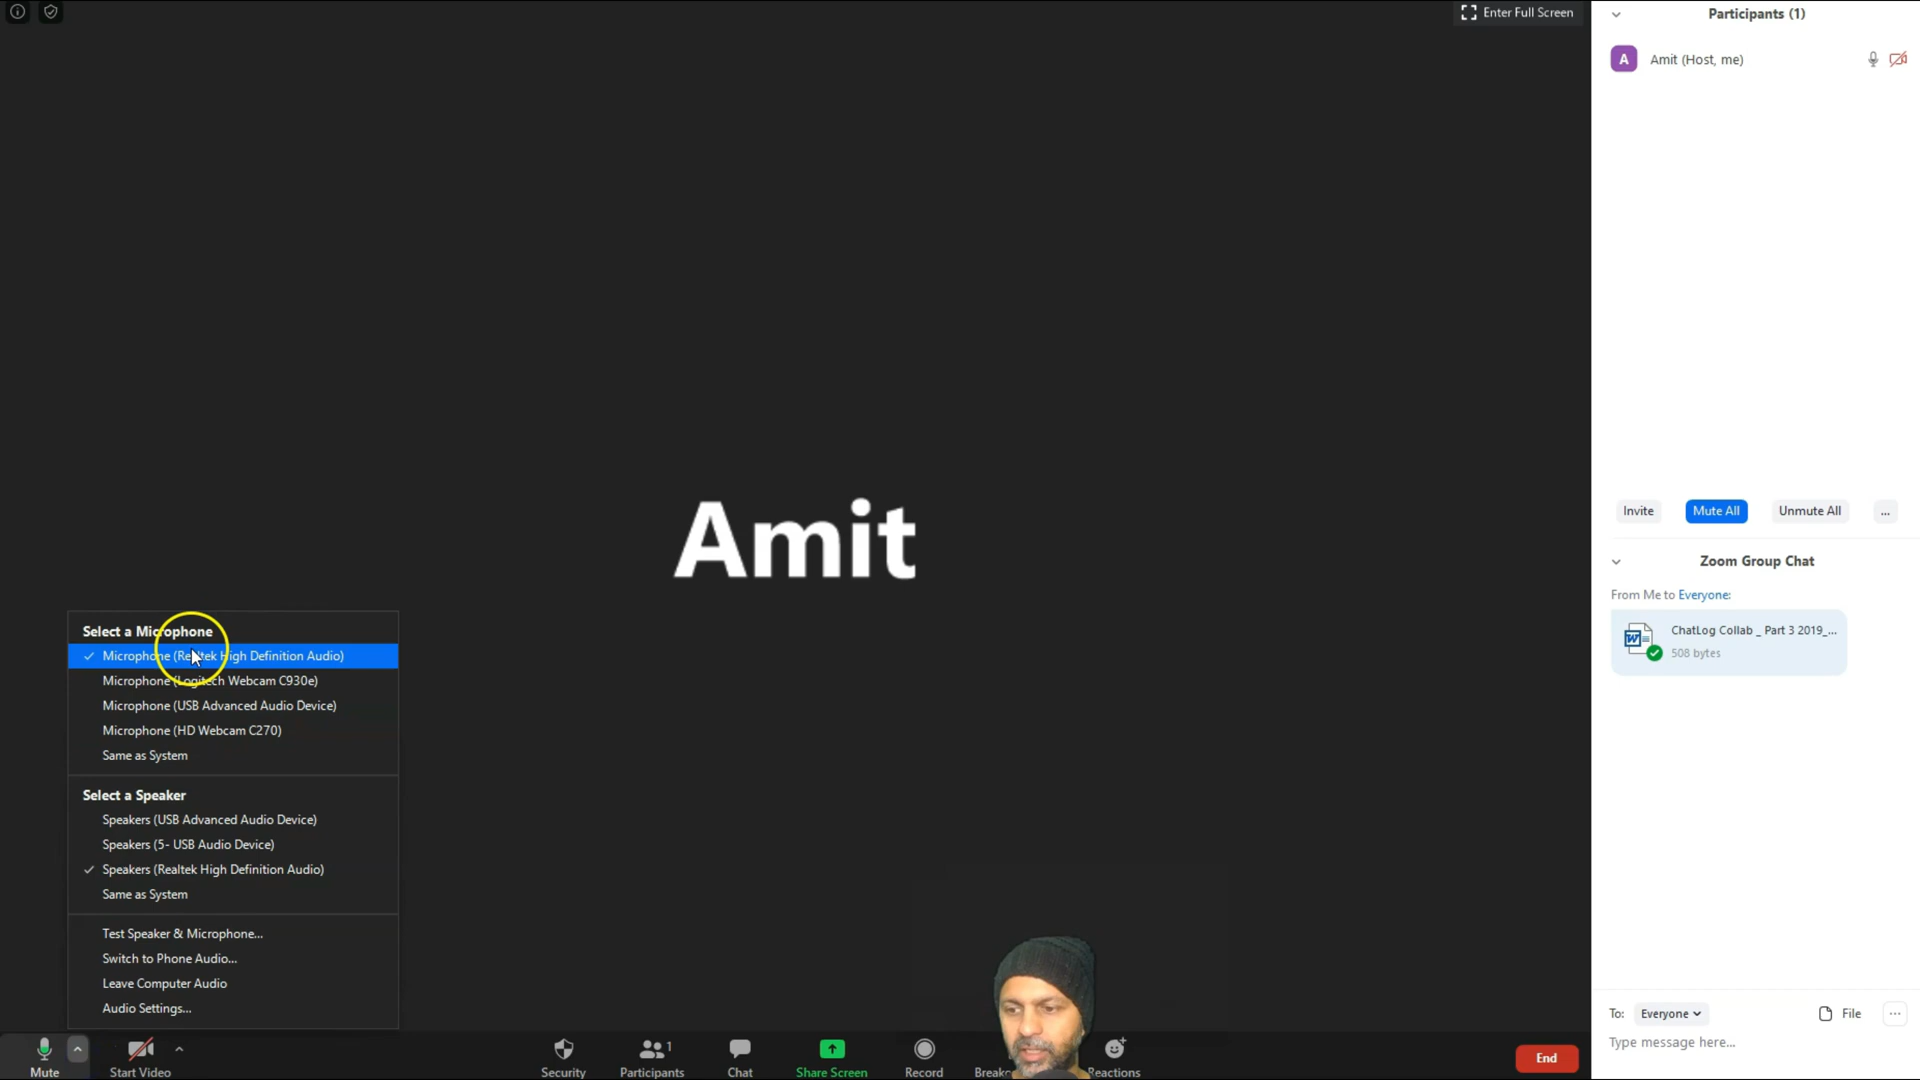 Enter Full Screen
Participants (1)
A
Amit (Host, me)
Amit
Invite
Mute All
Unmute All
...
Zoom Group Chat
From Me to Everyone:
ChatLog Collab _ Part 3 2019_...
508 bytes
Select a Microphone
Microphone (Realtek High Definition Audio)
Microphone (Logitech Webcam C930e)
Microphone (USB Advanced Audio Device)
Microphone (HD Webcam C270)
Same as System
Select a Speaker
Speakers (USB Advanced Audio Device)
Speakers (5- USB Audio Device)
Speakers (Realtek High Definition Audio)
Same as System
Test Speaker & Microphone...
Switch to Phone Audio...
Leave Computer Audio
Audio Settings...
To: Everyone
File
Type message here...
Mute
Start Video
Security
Participants
1
Chat
Share Screen
Record
Reactions
End